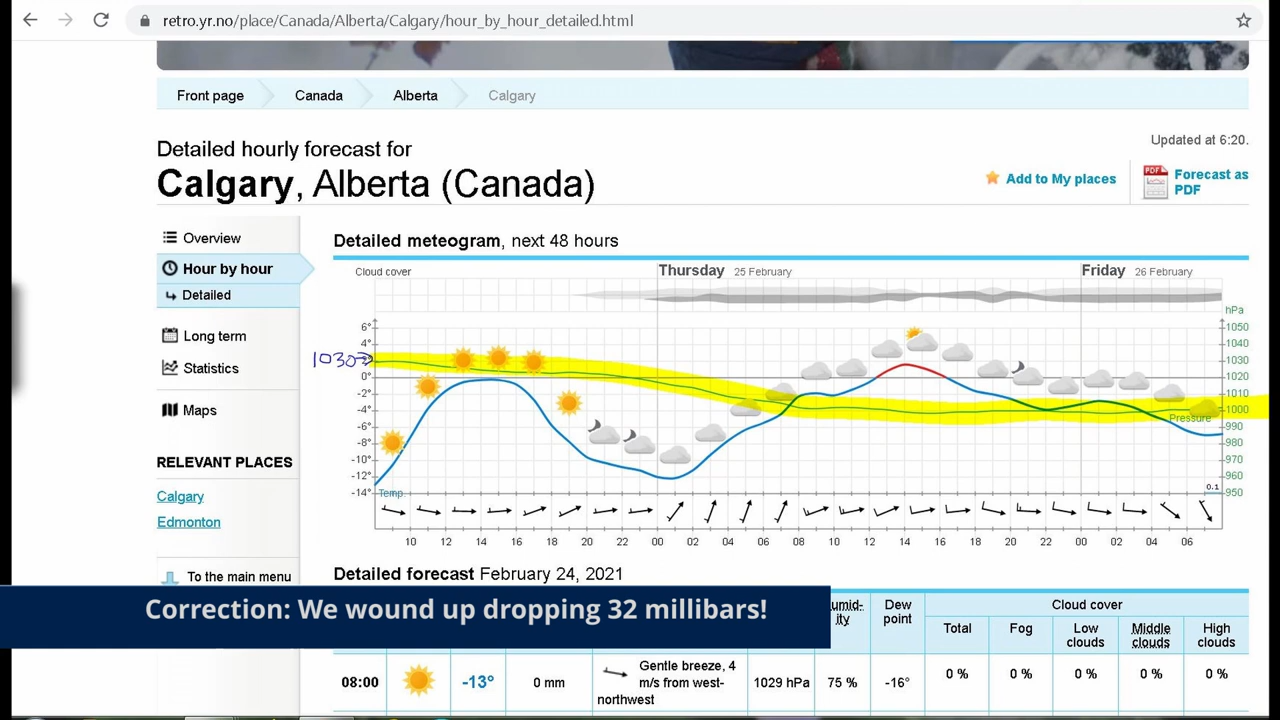 retro.yr.no/place/Canada/Alberta/Calgary/hour_by_hour_detailed.html
Front page Canada Alberta Calgary
Updated at 6:20.
Detailed hourly forecast for
Calgary, Alberta (Canada)
Add to My places
PDF
Forecast as
PDF
Overview
Hour by hour
Detailed
Long term
Statistics
Maps
RELEVANT PLACES
Calgary
Edmonton
To the main menu
Detailed meteogram, next 48 hours
Cloud cover
Thursday 25 February
Friday 26 February
hPa
6° 1050
4° 1040
1030
1030
0° 1020
-2° 1010
-4° 1000
Pressure
-6° 990
-8° 980
-10° 970
-12° 960
-14° 950
Temp.
0.1
10 12 14 16 18 20 22 00 02 04 06 08 10 12 14 16 18 20 22 00 02 04 06
Detailed forecast February 24, 2021
Correction: We wound up dropping 32 millibars!
umid-
ity
Dew
point
Cloud cover
Total Fog Low
clouds Middle
clouds High
clouds
08:00 -13° 0 mm Gentle breeze, 4
m/s from west-
northwest 1029 hPa 75 % -16° 0 % 0 % 0 % 0 % 0 %